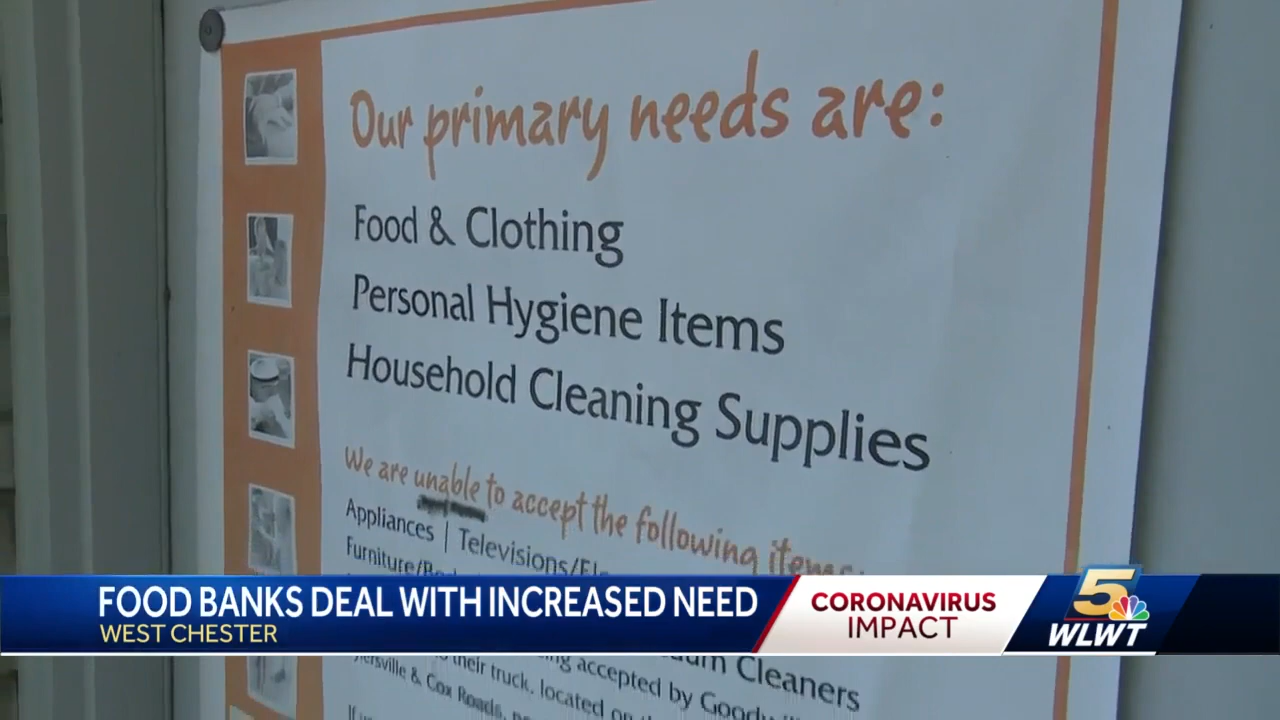 Our primary needs are:
Food & Clothing
Personal Hygiene Items
Household Cleaning Supplies
We are unable to accept the following items:
Appliances | Televisions/
Furniture/
Cleaners
their truck, located on
accepted by
& Cox Roads,
FOOD BANKS DEAL WITH INCREASED NEED
WEST CHESTER
CORONAVIRUS
IMPACT
5
WLWT